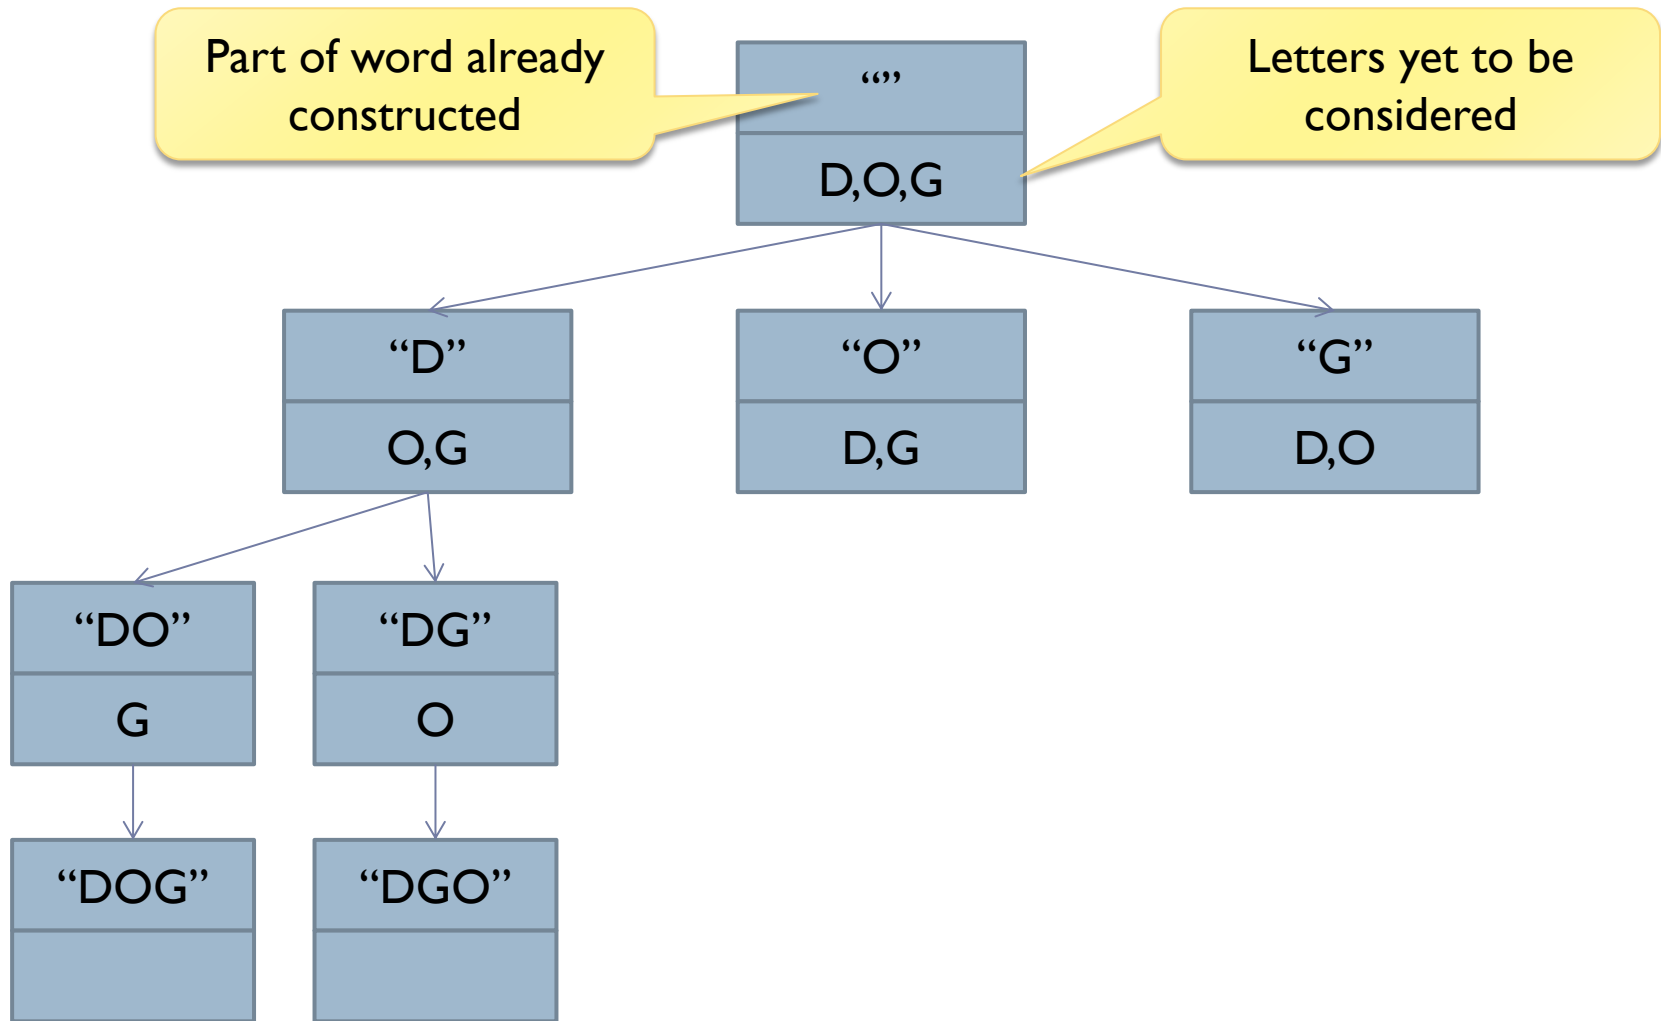 Part of word already
constructed
“”
D,O,G
Letters yet to be
considered
“D”
O,G
“O”
D,G
“G”
D,O
“DO”
G
“DG”
O
“DOG”
“DGO”